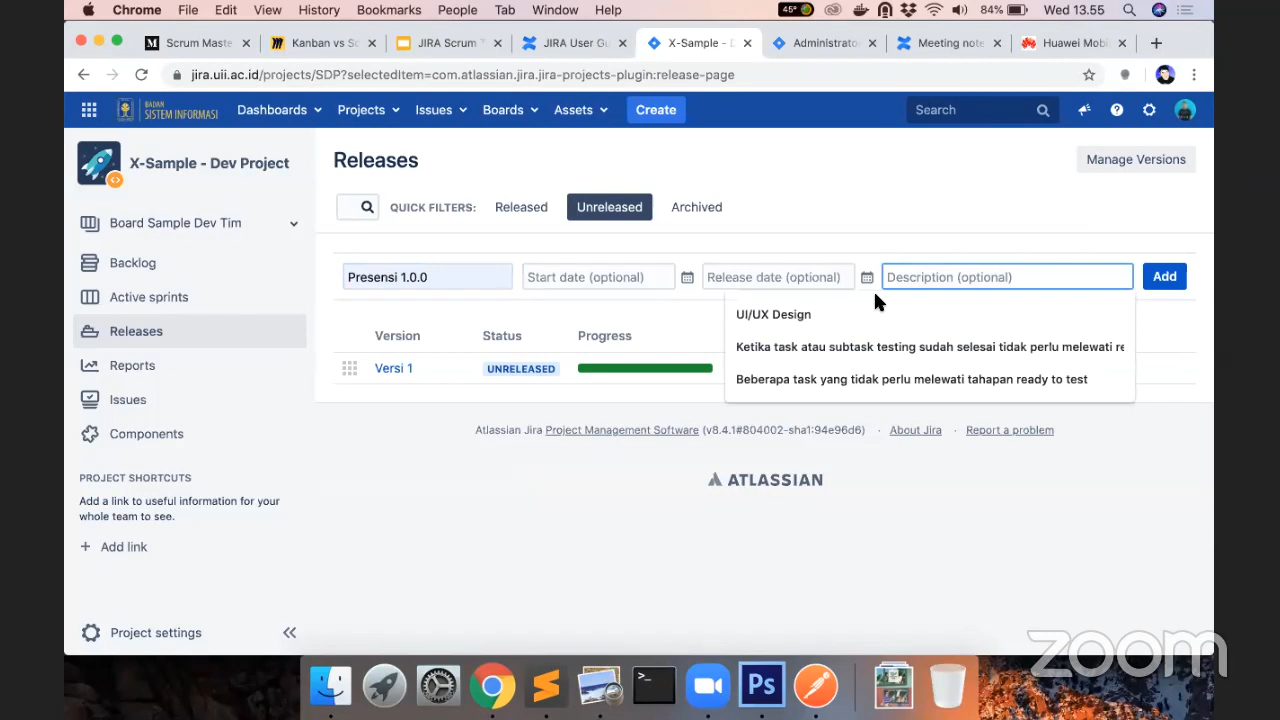 Chrome File Edit View History Bookmarks People Tab Window Help 45° 84% Wed 13.55
Scrum Maste Kanban vs Sc JIRA Scrum JIRA User Gu X-Sample - D Administrato Meeting note Huawei Mobi
jira.uii.ac.id/projects/SDP?selectedItem=com.atlassian.jira.jira-projects-plugin:release-page
BADAN
SISTEM INFORMASI
Dashboards Projects Issues Boards Assets Create Search
X-Sample - Dev Project
Board Sample Dev Tim
Backlog
Active sprints
Releases
Reports
Issues
Components
PROJECT SHORTCUTS
Add a link to useful information for your
whole team to see.
+ Add link
Project settings
Releases
Manage Versions
QUICK FILTERS: Released Unreleased Archived
Presensi 1.0.0 Start date (optional) Release date (optional) Description (optional) Add
UI/UX Design
Ketika task atau subtask testing sudah selesai tidak perlu melewati re
Beberapa task yang tidak perlu melewati tahapan ready to test
Version Status Progress
Versi 1 UNRELEASED
Atlassian Jira Project Management Software (v8.4.1#804002-sha1:94e96d6) · About Jira · Report a problem
ATLASSIAN
Ps
zoom